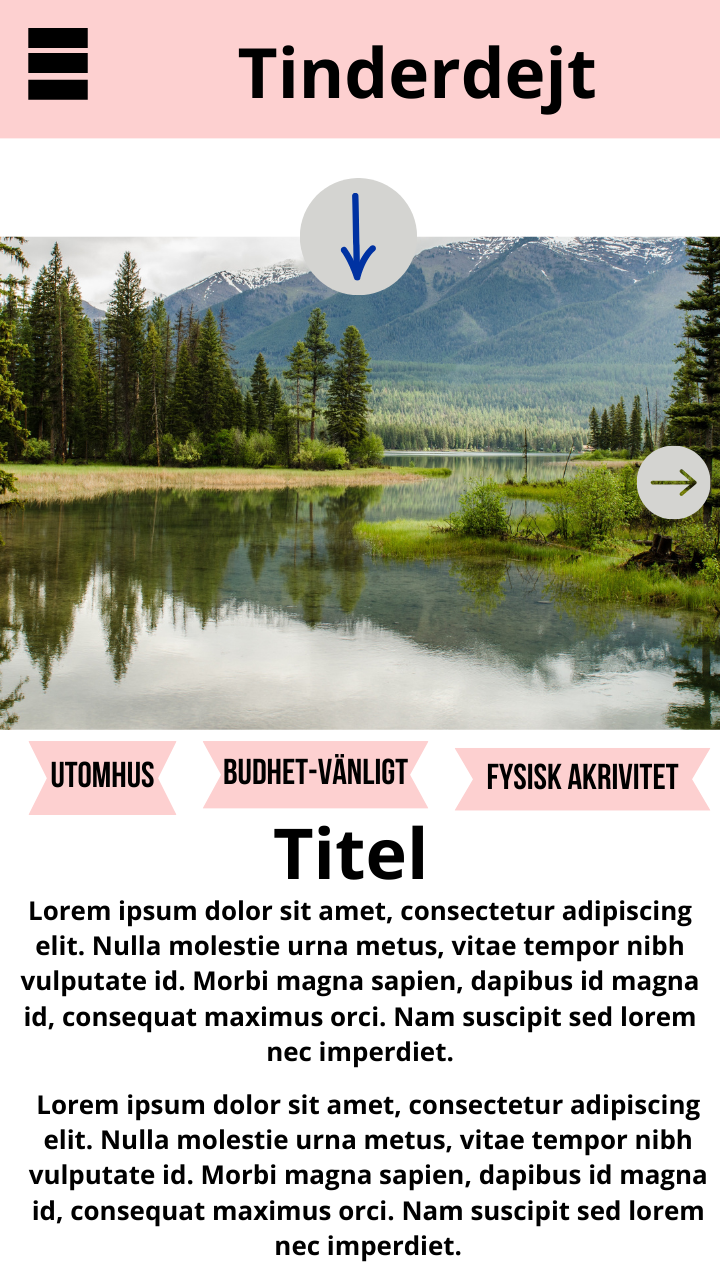 Tinderdejt
UTOMHUS
BUDHET-VÄNLIGT
FYSISK AKRIVITET
Titel
Lorem ipsum dolor sit amet, consectetur adipiscing
elit. Nulla molestie urna metus, vitae tempor nibh
vulputate id. Morbi magna sapien, dapibus id magna
id, consequat maximus orci. Nam suscipit sed lorem
nec imperdiet.
Lorem ipsum dolor sit amet, consectetur adipiscing
elit. Nulla molestie urna metus, vitae tempor nibh
vulputate id. Morbi magna sapien, dapibus id magna
id, consequat maximus orci. Nam suscipit sed lorem
nec imperdiet.